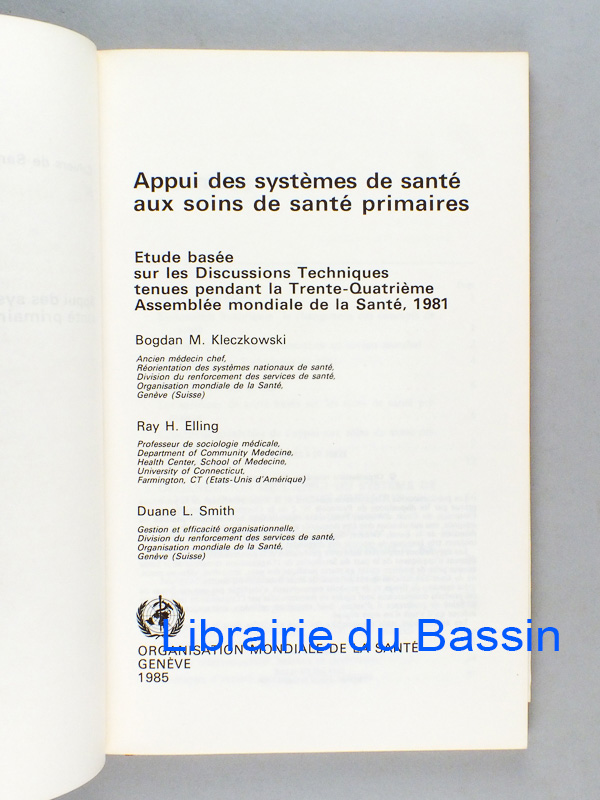 Appui des systèmes de santé
aux soins de santé primaires
Etude basée
sur les Discussions Techniques
tenues pendant la Trente-Quatrième
Assemblée mondiale de la Santé, 1981
Bogdan M. Kleczkowski
Ancien médecin chef,
Réorientation des systèmes nationaux de santé,
Division du renforcement des services de santé,
Organisation mondiale de la Santé,
Genève (Suisse)
Ray H. Elling
Professeur de sociologie médicale,
Department of Community Medecine,
Health Center, School of Medecine,
University of Connecticut,
Farmington, CT (Etats-Unis d'Amérique)
Duane L. Smith
Gestion et efficacité organisationnelle,
Division du renforcement des services de santé,
Organisation mondiale de la Santé,
Genève (Suisse)
Librairie du Bassin
ORGANISATION MONDIALE DE LA SANTÉ
GENÈVE
1985